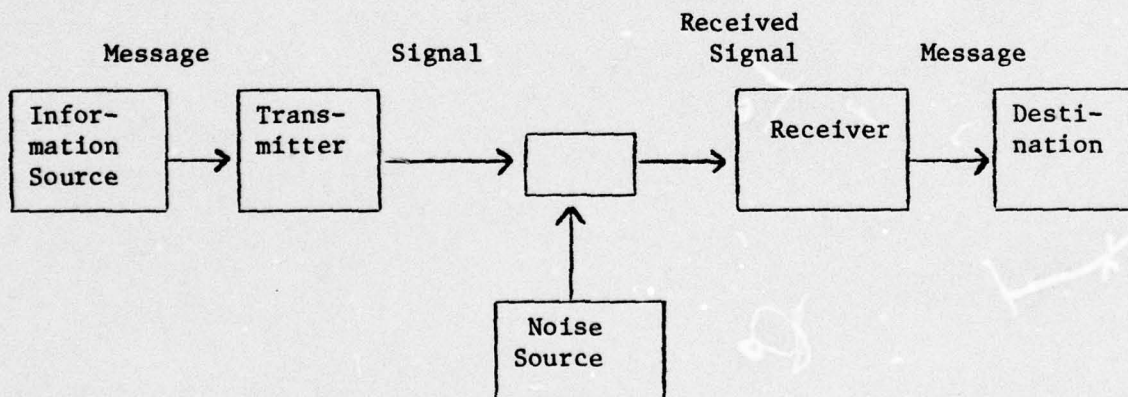 Message
Signal
Received
Signal
Message
Infor-
mation
Source
Trans-
mitter
Receiver
Desti-
nation
Noise
Source